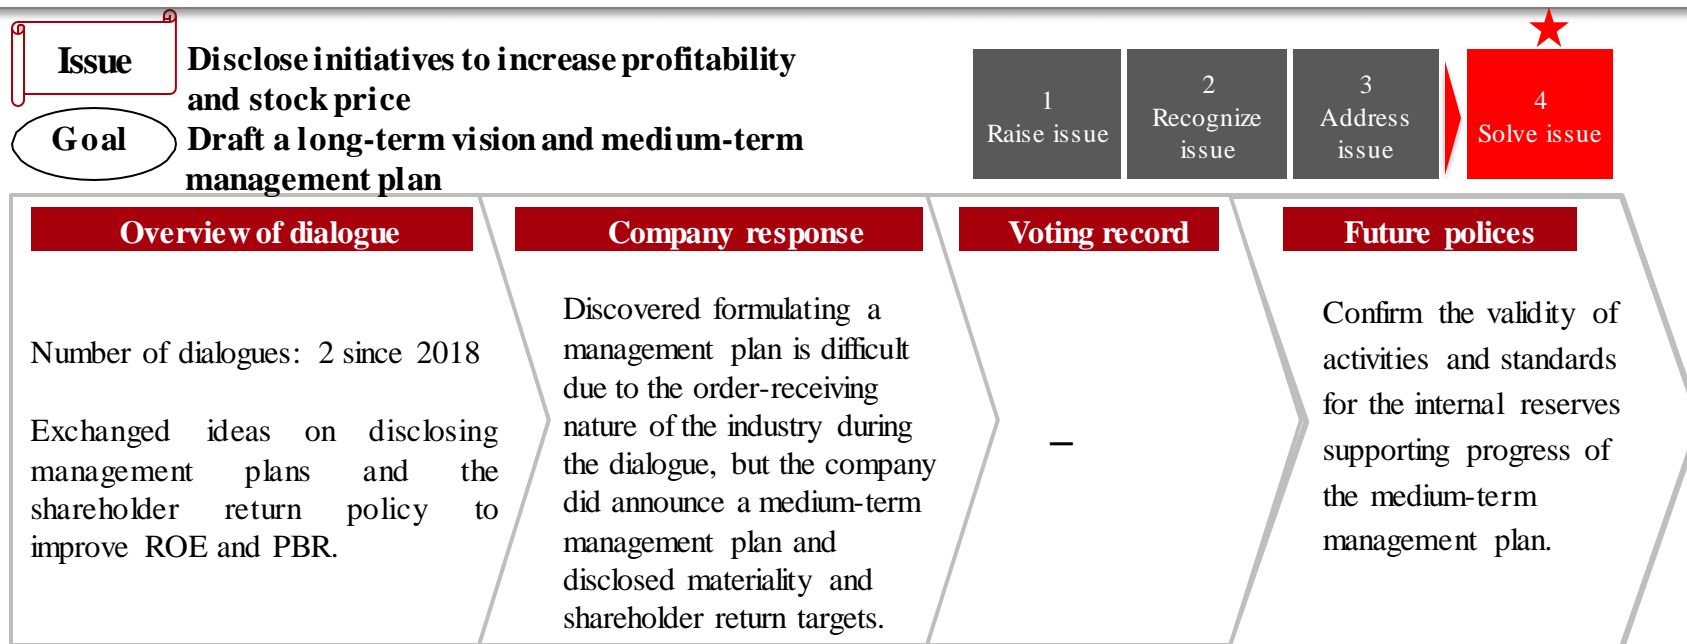 Issue
Disclose initiatives to increase profitability
and stock price
Goal
Draft a long-term vision and medium-term
management plan
1
Raise issue
2
Recognize
issue
3
Address
issue
4
Solve issue
Overview of dialogue
Number of dialogues: 2 since 2018
Exchanged ideas on disclosing
management plans and the
shareholder return policy to
improve ROE and PBR.
Company response
Discovered formulating a
management plan is difficult
due to the order-receiving
nature of the industry during
the dialogue, but the company
did announce a medium-term
management plan and
disclosed materiality and
shareholder return targets.
Voting record
–
Future polices
Confirm the validity of
activities and standards
for the internal reserves
supporting progress of
the medium-term
management plan.